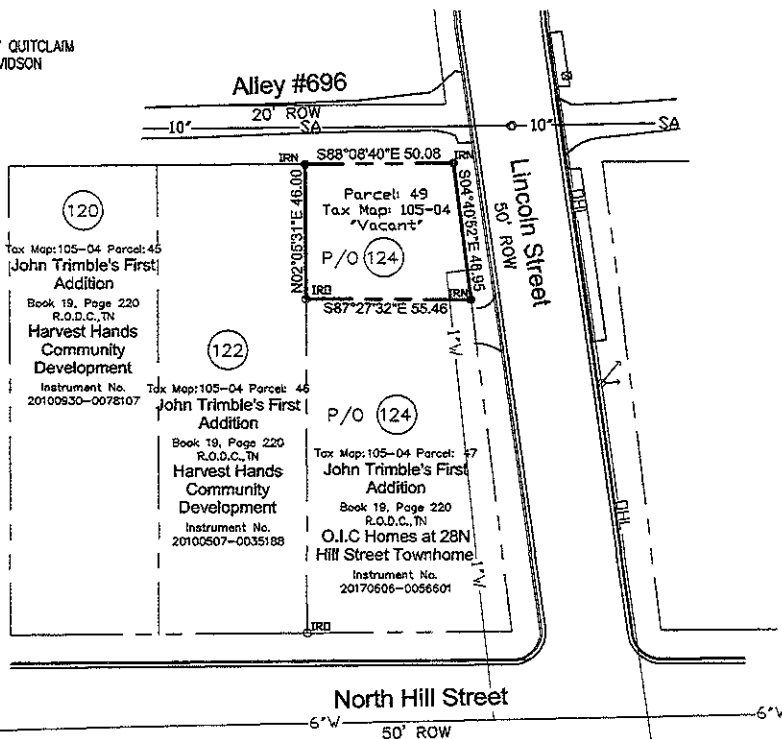 QUITCLAIM
VIDSON
Alley #696
20' ROW
10"
SA
10"
SA
IRN
S88°08'40"E 50.08
IRN
N02°05'31"E 46.00
Parcel: 49
Tax Map: 105-04
"Vacant"
P/O 124
S04°40'52"E 46.95
Lincoln Street
50' ROW
OHL
IRO
S87°27'32"E 55.46
IRN
1"W
120
Tax Map:105-04 Parcel:45
John Trimble's First
Addition
Book 19, Page 220
R.O.D.C.,TN
Harvest Hands
Community
Development
Instrument No.
20100930-0078107
122
Tax Map:105-04 Parcel: 46
John Trimble's First
Addition
Book 19, Page 220
R.O.D.C.,TN
Harvest Hands
Community
Development
Instrument No.
20100507-0035188
P/O 124
Tax Map:105-04 Parcel: 47
John Trimble's First
Addition
Book 19, Page 220
R.O.D.C.,TN
O.I.C Homes at 28N
Hill Street Townhome
Instrument No.
20170606-0056601
1"W
OHL
IRO
North Hill Street
6"W
50' ROW
6"W